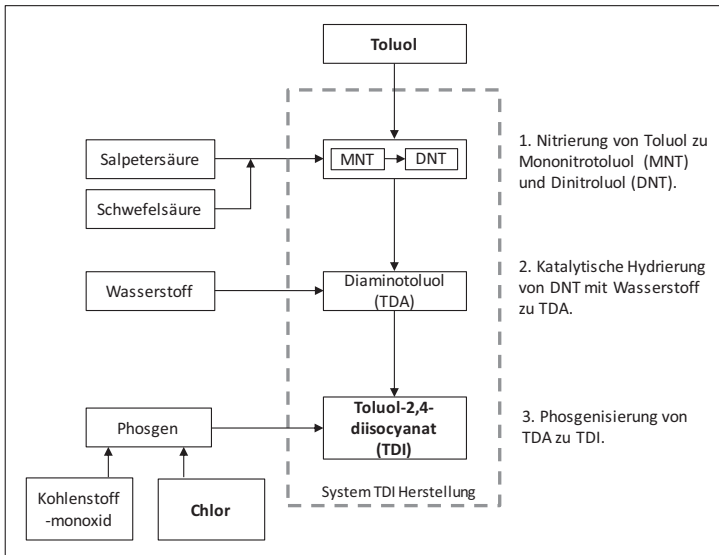 Toluol
Salpetersäure
MNT
DNT
1. Nitrierung von Toluol zu
Mononitrotoluol (MNT)
und Dinitroluol (DNT).
Schwefelsäure
Wasserstoff
Diaminotoluol
(TDA)
2. Katalytische Hydrierung
von DNT mit Wasserstoff
zu TDA.
Phosgen
Toluol-2,4-
diisocyanat
(TDI)
3. Phosgenisierung von
TDA zu TDI.
Kohlenstoff
-monoxid
Chlor
System TDI Herstellung